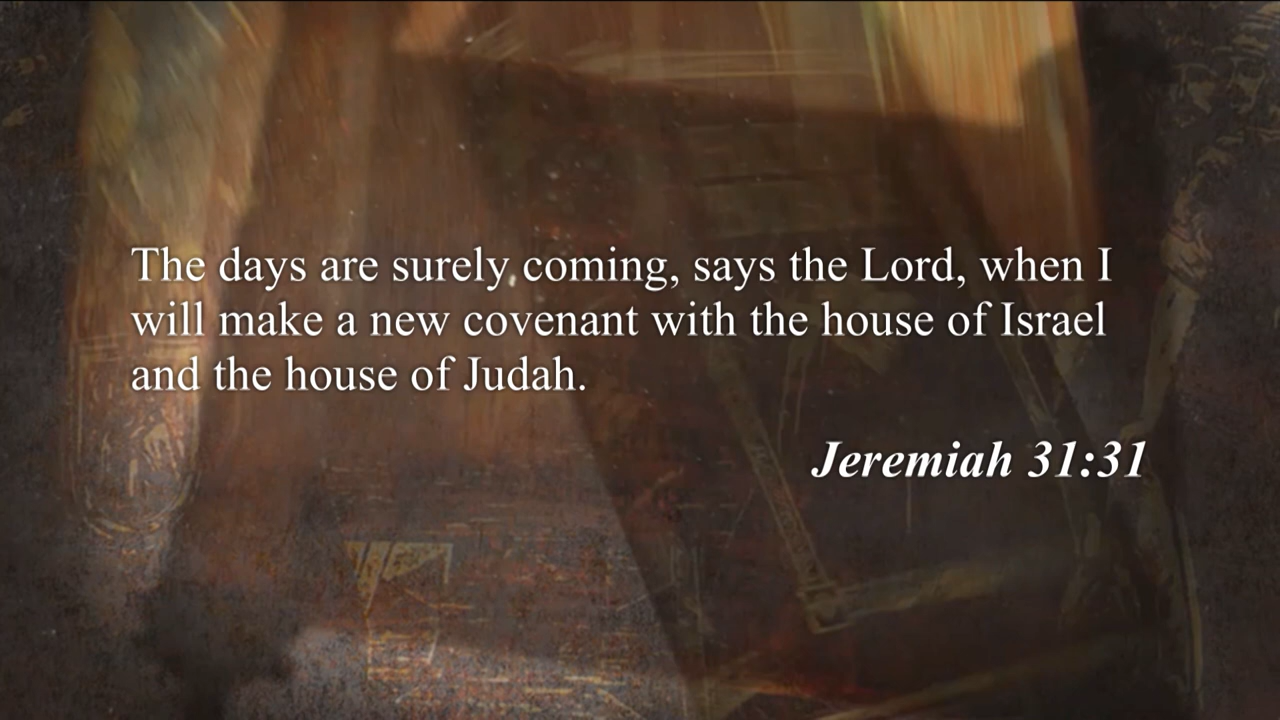 The days are surely coming, says the Lord, when I
will make a new covenant with the house of Israel
and the house of Judah.
Jeremiah 31:31